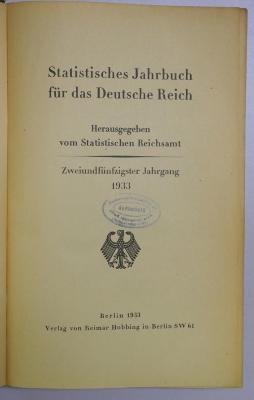 Statistisches Jahrbuch
für das Deutsche Reich
Herausgegeben
vom Statistischen Reichsamt
Zweiundfünfzigster Jahrgang
1933
Berlin 1933
Verlag von Reimar Hobbing in Berlin SW 61